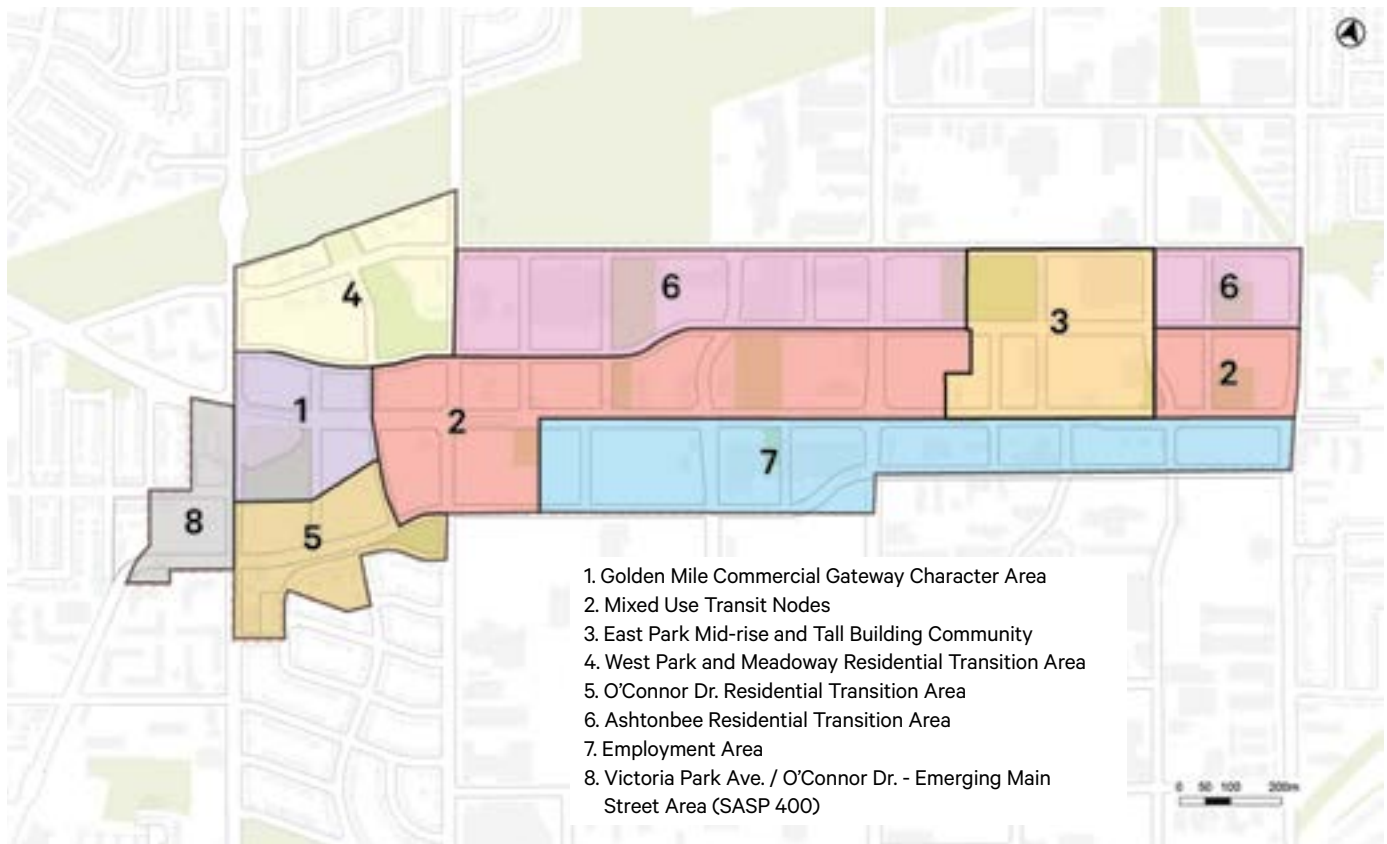 4
6
3
6
1
2
2
7
8
5
1. Golden Mile Commercial Gateway Character Area
2. Mixed Use Transit Nodes
3. East Park Mid-rise and Tall Building Community
4. West Park and Meadoway Residential Transition Area
5. O'Connor Dr. Residential Transition Area
6. Ashtonbee Residential Transition Area
7. Employment Area
8. Victoria Park Ave. / O'Connor Dr. - Emerging Main
Street Area (SASP 400)
0 50 100 200m